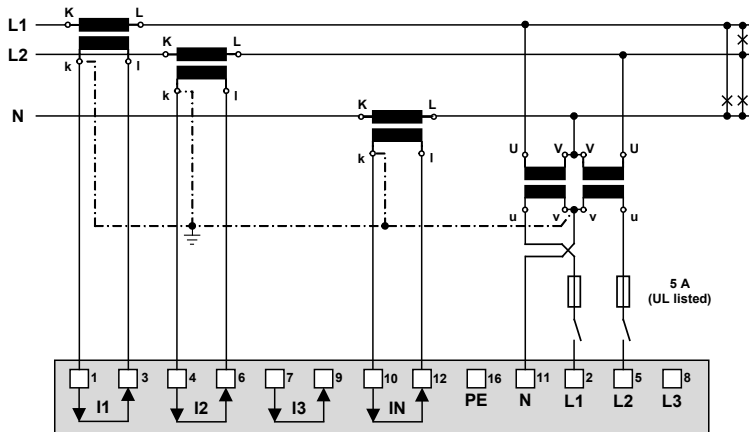 L1 K L
L2 K L
k l
k l
N K L
k l
U V V U
u v v u
5 A
(UL listed)
1 3 4 6 7 9 10 12 16 11 2 5 8
I1 I2 I3 IN PE N L1 L2 L3